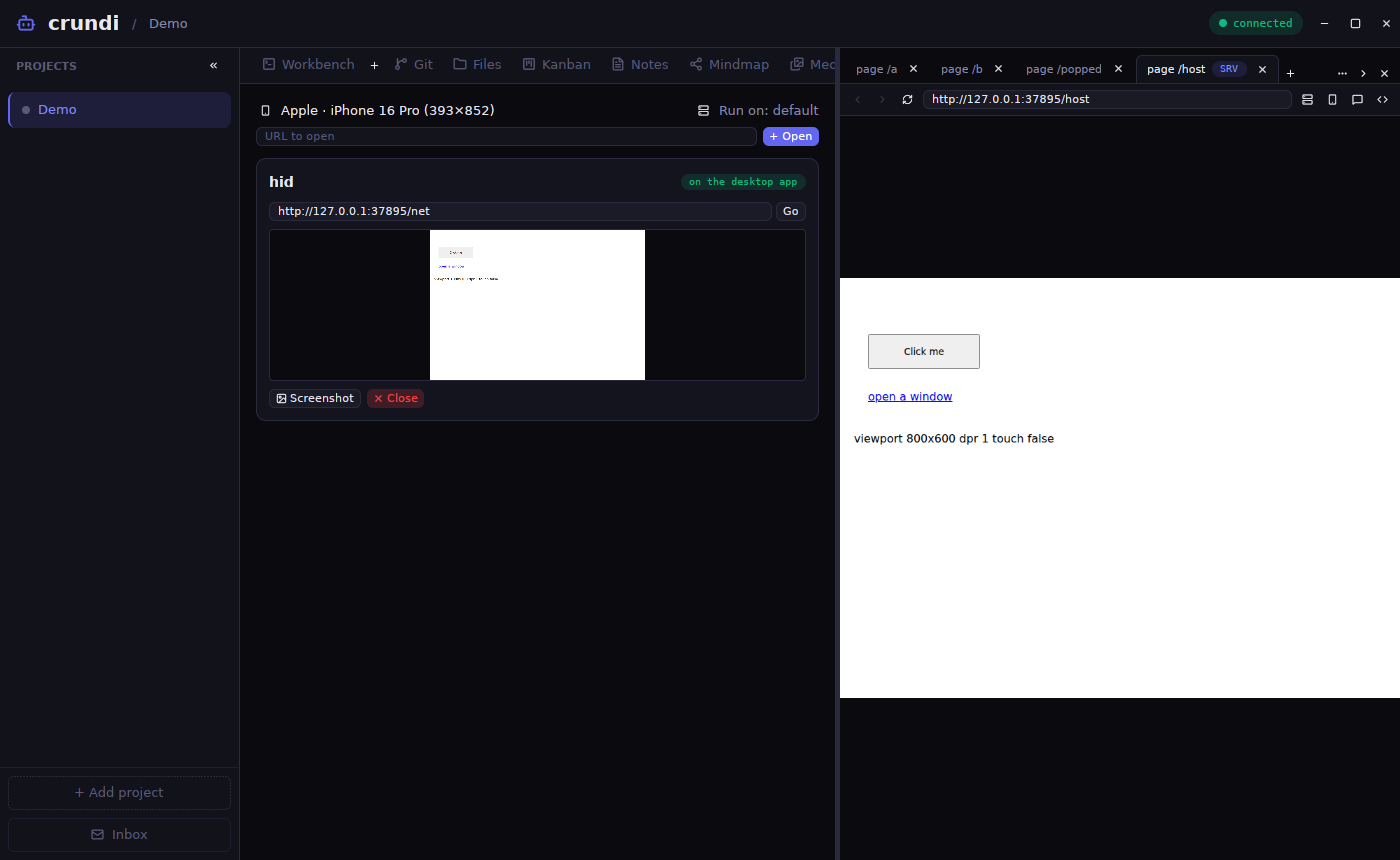 crundi / Demo
connected
PROJECTS «
Demo
+ Add project
Inbox
Workbench + Git Files Kanban Notes Mindmap Med
Apple · iPhone 16 Pro (393×852) Run on: default
URL to open + Open
hid on the desktop app
http://127.0.0.1:37895/net Go
Screenshot × Close
page /a page /b page /popped page /host SRV
http://127.0.0.1:37895/host
Click me
open a window
viewport 800x600 dpr 1 touch false